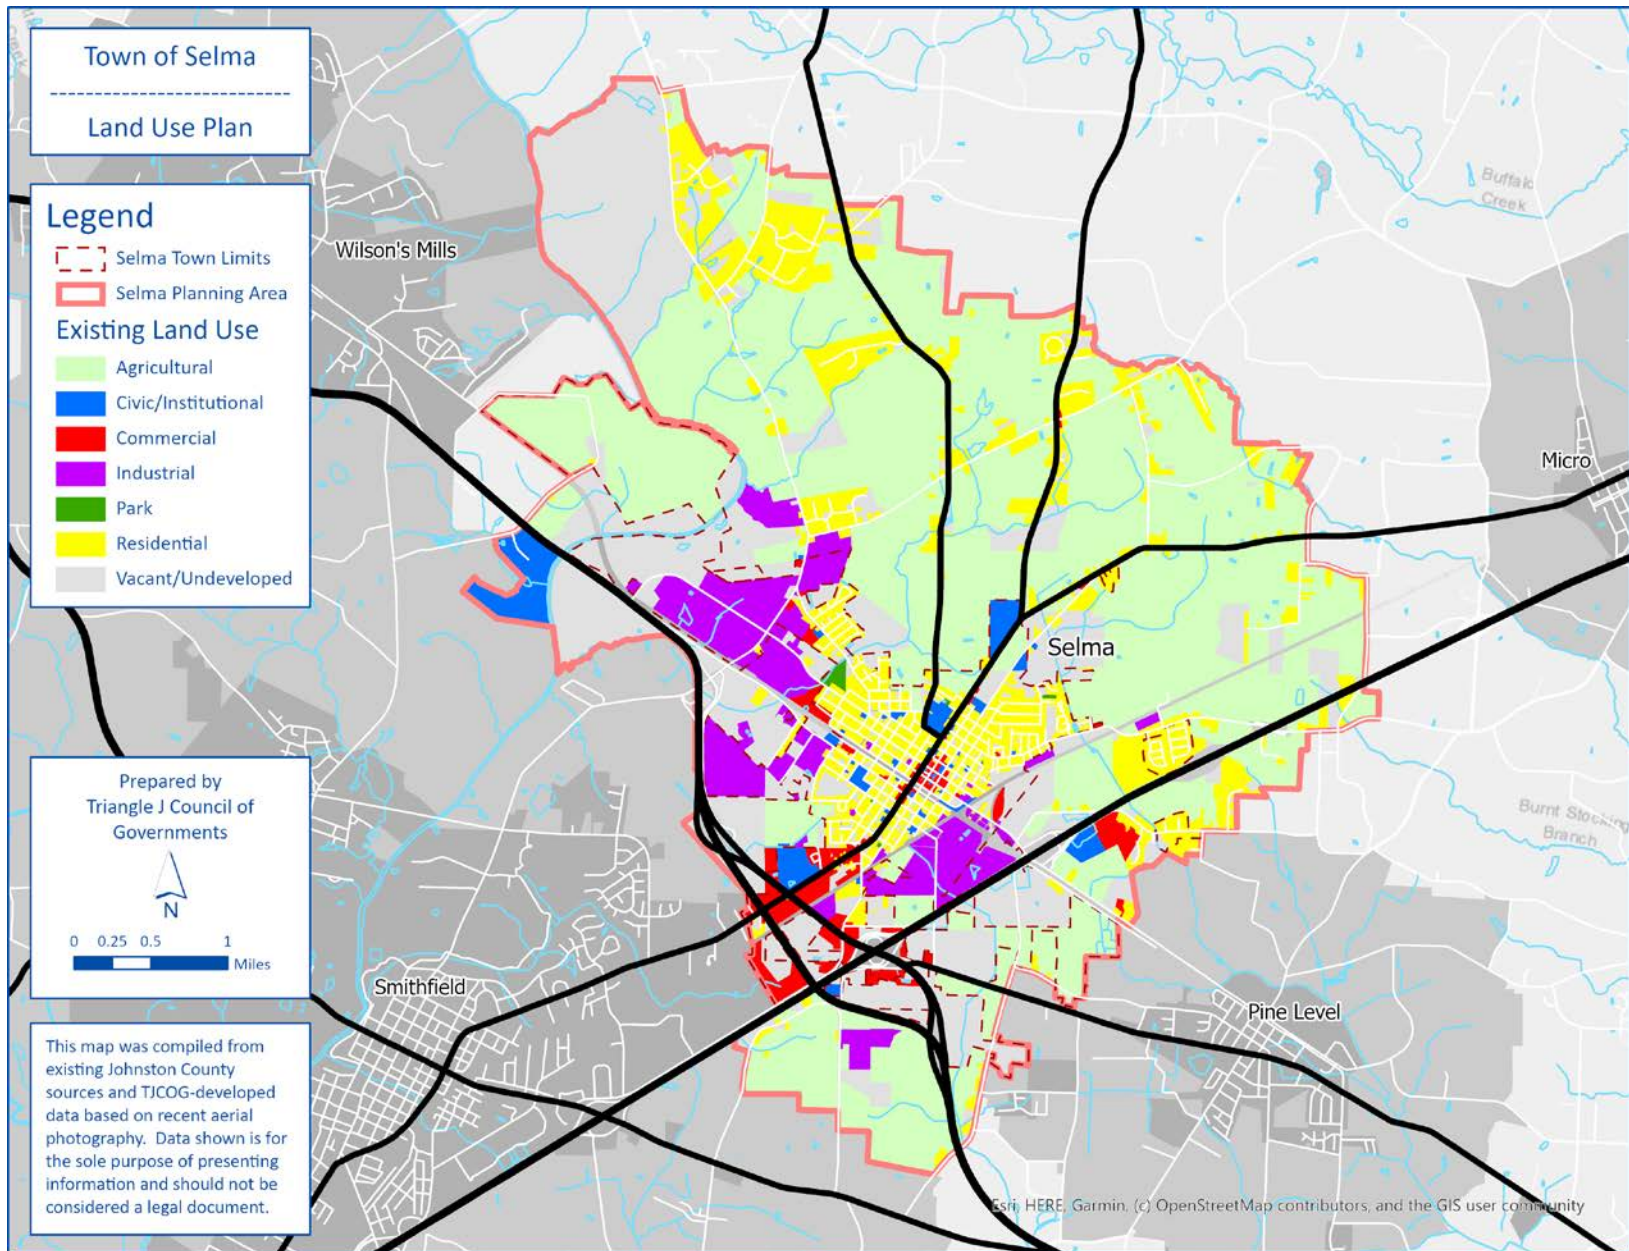 Town of Selma
Land Use Plan
Legend
Selma Town Limits
Selma Planning Area
Existing Land Use
Agricultural
Civic/Institutional
Commercial
Industrial
Park
Residential
Vacant/Undeveloped
Prepared by
Triangle J Council of
Governments
N
0 0.25 0.5 1
Miles
This map was compiled from
existing Johnston County
sources and TJCOG-developed
data based on recent aerial
photography. Data shown is for
the sole purpose of presenting
information and should not be
considered a legal document.
Creek
Wilson's Mills
Buffalo
Creek
Micro
Selma
Burnt Stocking
Branch
Smithfield
Pine Level
Esri, HERE, Garmin, (c) OpenStreetMap contributors, and the GIS user community